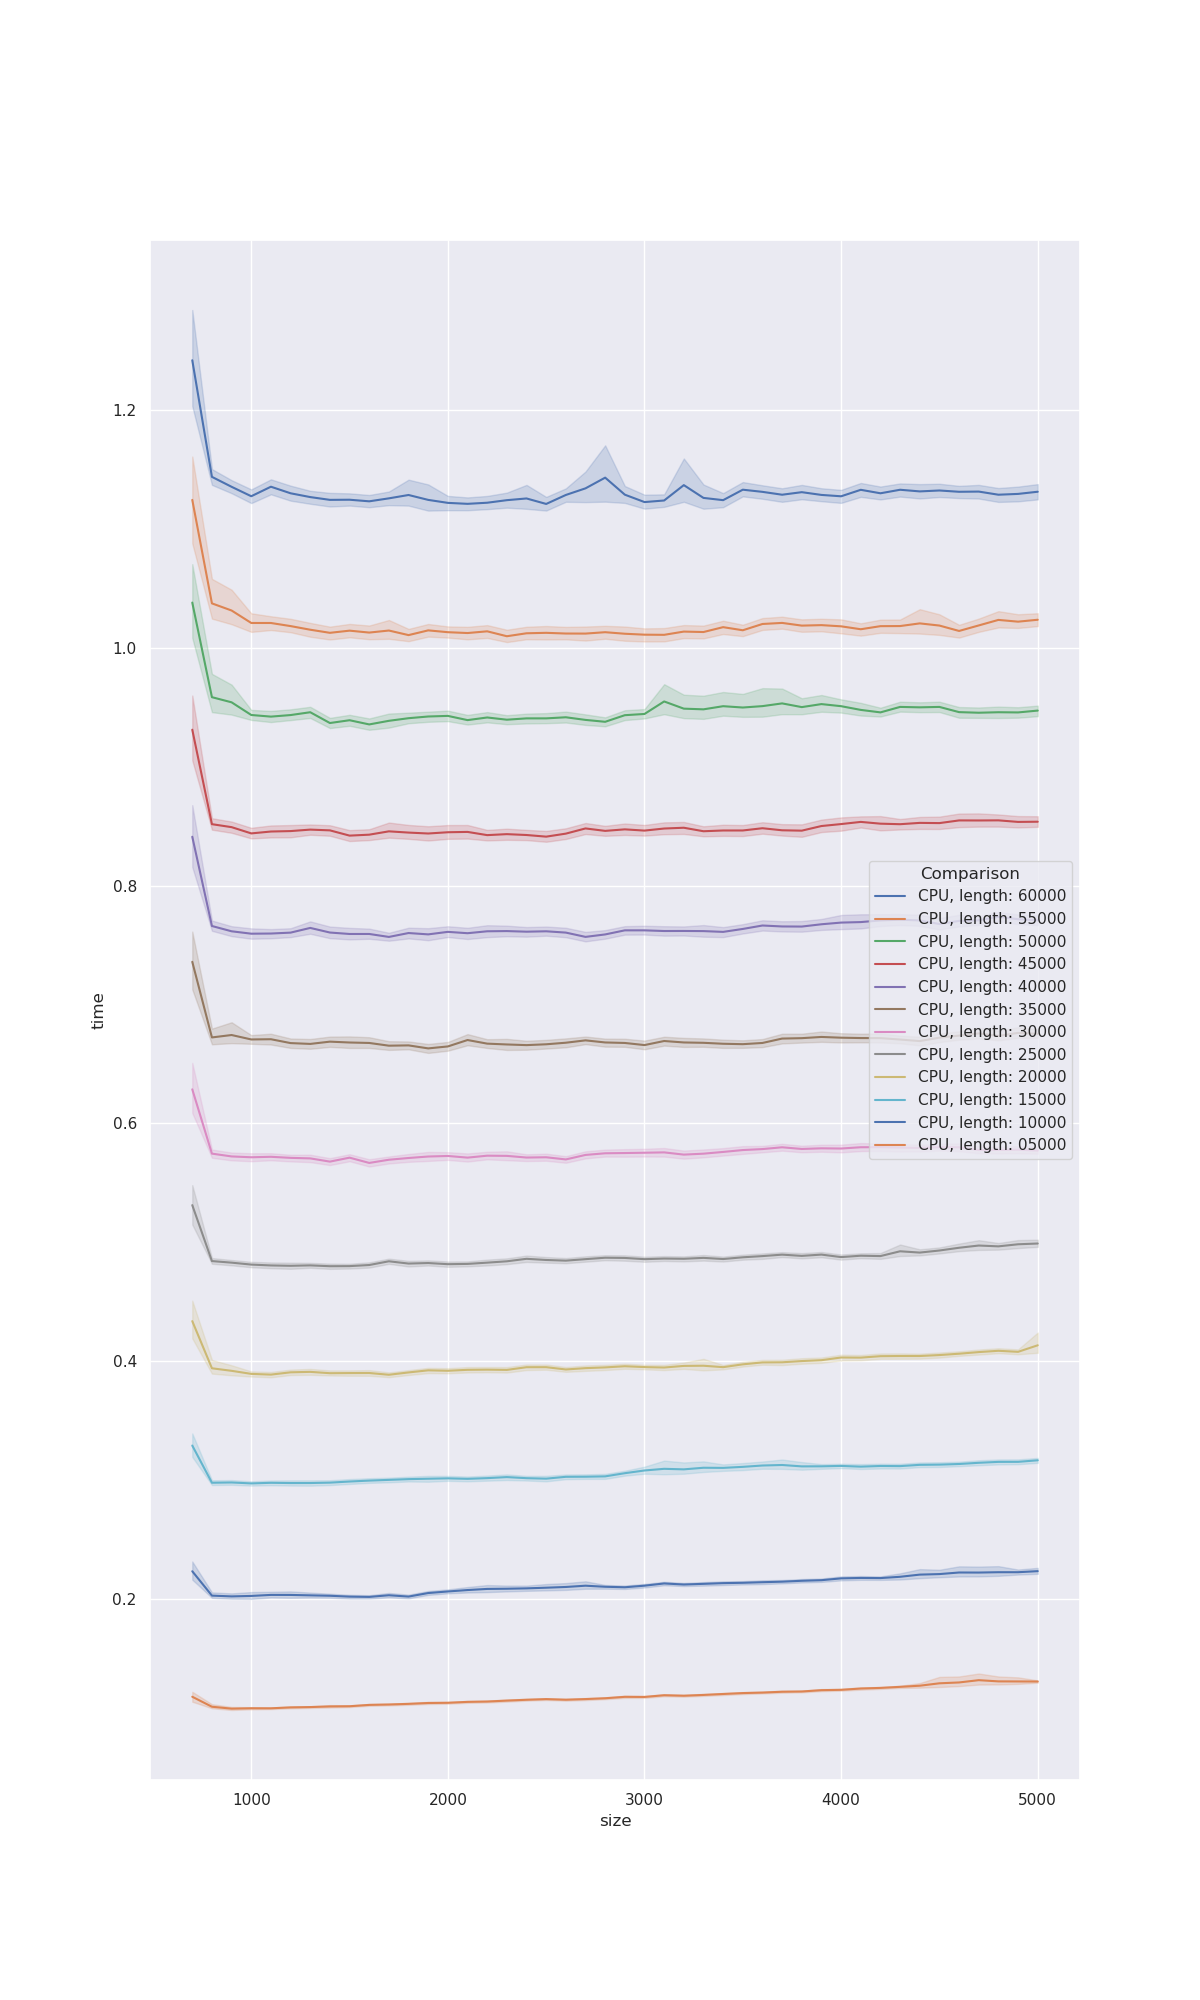 1.2
1.0
0.8
0.6
0.4
0.2
time
Comparison
CPU, length: 60000
CPU, length: 55000
CPU, length: 50000
CPU, length: 45000
CPU, length: 40000
CPU, length: 35000
CPU, length: 30000
CPU, length: 25000
CPU, length: 20000
CPU, length: 15000
CPU, length: 10000
CPU, length: 05000
1000 2000 3000 4000 5000
size